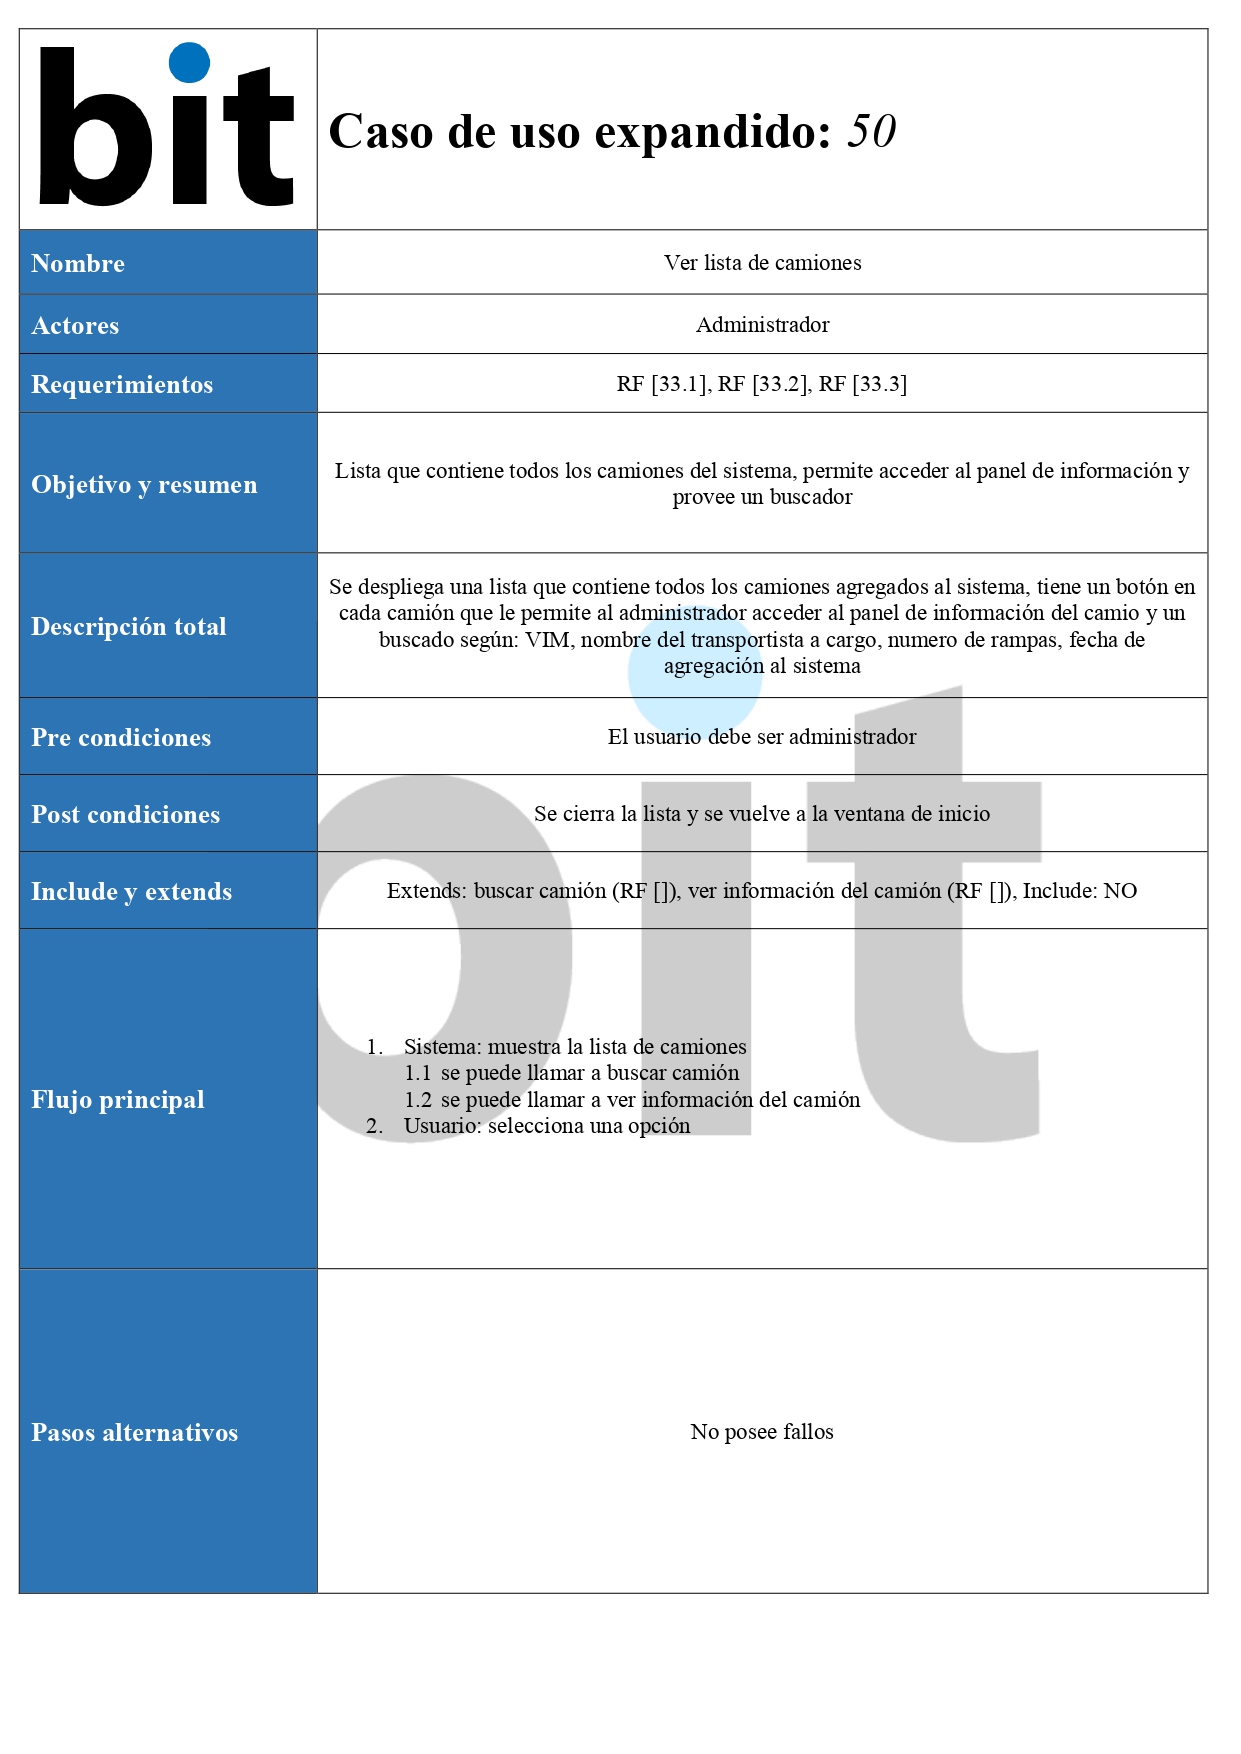 bit
Caso de uso expandido: 50
Nombre
Ver lista de camiones
Actores
Administrador
Requerimientos
RF [33.1], RF [33.2], RF [33.3]
Objetivo y resumen
Lista que contiene todos los camiones del sistema, permite acceder al panel de información y
provee un buscador
Descripción total
Se despliega una lista que contiene todos los camiones agregados al sistema, tiene un botón en
cada camión que le permite al administrador acceder al panel de información del camio y un
buscado según: VIM, nombre del transportista a cargo, numero de rampas, fecha de
agregación al sistema
Pre condiciones
El usuario debe ser administrador
Post condiciones
Se cierra la lista y se vuelve a la ventana de inicio
Include y extends
Extends: buscar camión (RF []), ver información del camión (RF []), Include: NO
Flujo principal
1. Sistema: muestra la lista de camiones
1.1 se puede llamar a buscar camión
1.2 se puede llamar a ver información del camión
2. Usuario: selecciona una opción
Pasos alternativos
No posee fallos
bit